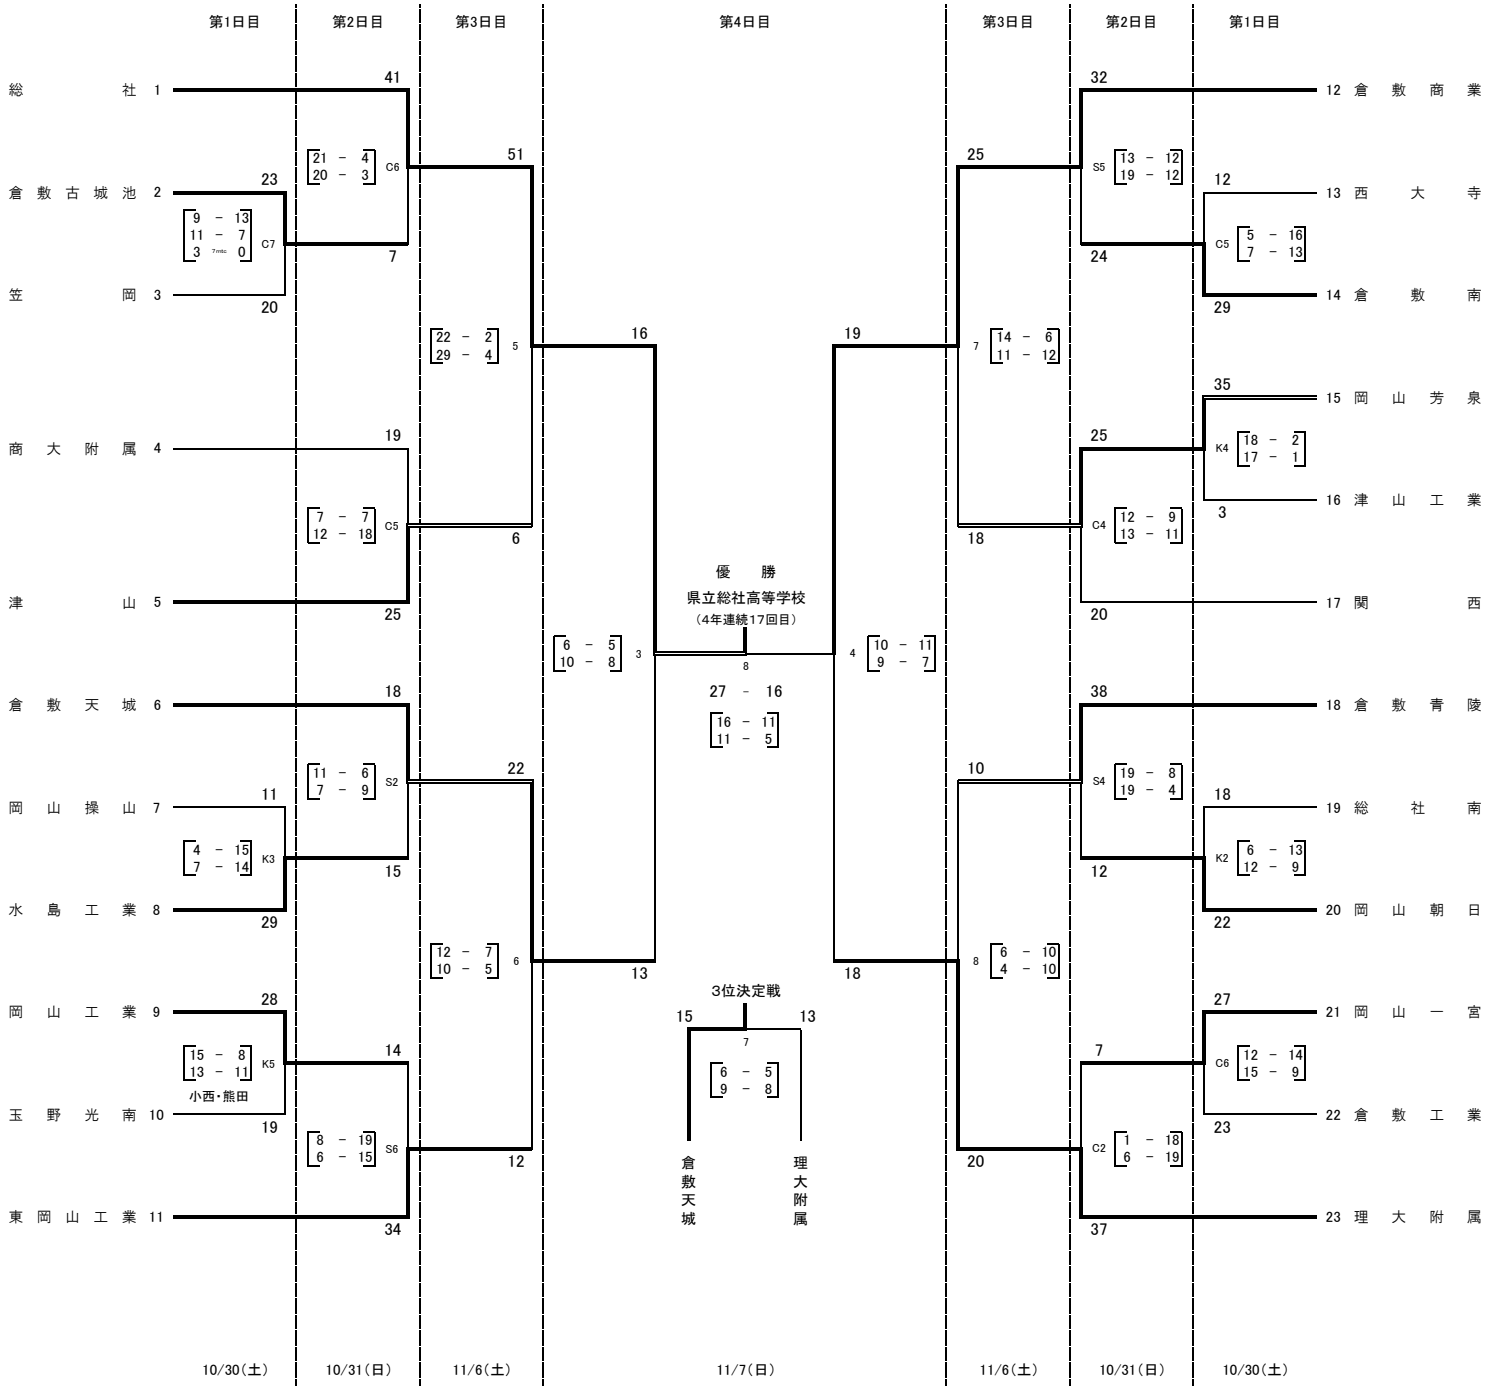 第1日目 第2日目 第3日目 第4日目 第3日目 第2日目 第1日目
41 32
総社 1 12 倉敷商業
51 25
21 - 4
20 - 3
C6
S5
13 - 12
19 - 12
23 12
倉敷古城池 2 13 西大寺
9 - 13
11 - 7
3 7mtc 0
C7
7 24
C5
5 - 16
7 - 13
笠岡 3 14 倉敷南
20 29
22 - 2
29 - 4
5
16 19
7
14 - 6
11 - 12
35
15 岡山芳泉
19 25
商大附属 4
K4
18 - 2
17 - 1
16 津山工業
3
7 - 7
12 - 18
C5
6 18
C4
12 - 9
13 - 11
津山 5 17 関西
25 20
優勝
県立総社高等学校
(4年連続17回目)
6 - 5
10 - 8
3
8
4
10 - 11
9 - 7
27 - 16
16 - 11
11 - 5
18 38
倉敷天城 6 18 倉敷青陵
11 - 6
7 - 9
S2
22 10
S4
19 - 8
19 - 4
11 18
岡山操山 7 19 総社南
4 - 15
7 - 14
K3
15 12
K2
6 - 13
12 - 9
水島工業 8 20 岡山朝日
29 22
12 - 7
10 - 5
6
13 18
8
6 - 10
4 - 10
3位決定戦
15 13
7
6 - 5
9 - 8
倉敷天城
理大附属
28 27
岡山工業 9 21 岡山一宮
15 - 8
13 - 11
K5
小西・熊田
14 7
C6
12 - 14
15 - 9
玉野光南 10 22 倉敷工業
19 23
8 - 19
6 - 15
S6
12 20
C2
1 - 18
6 - 19
東岡山工業 11 23 理大附属
34 37
10/30(土) 10/31(日) 11/6(土) 11/7(日) 11/6(土) 10/31(日) 10/30(土)